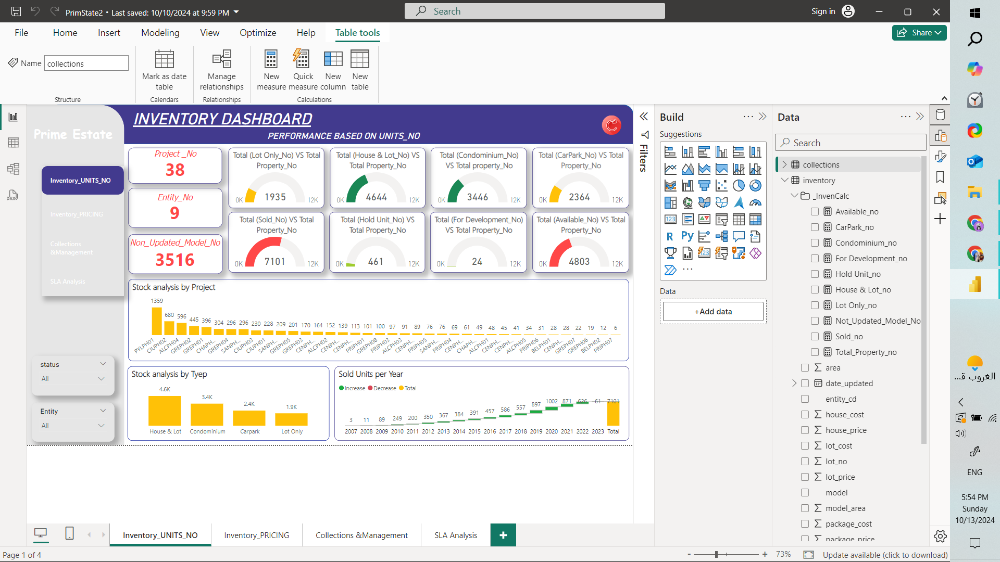 PrimState2 • Last saved: 10/10/2024 at 9:59 PM
Search
Sign in
File Home Insert Modeling View Optimize Help Table tools
Share
Name collections
Mark as date table
Manage relationships
New measure
Quick measure
New column
New table
Structure
Calendars
Relationships
Calculations
Prime Estate
Inventory_UNITS_NO
Inventory_PRICING
Collections
&Management
SLA Analysis
status
All
Entity
All
INVENTORY DASHBOARD
PERFORMANCE BASED ON UNITS_NO
Project _No
38
Entity_No
9
Non_Updated_Model_No
3516
Total (Lot Only_No) VS Total Property_No
0K 1935 12K
Total (House & Lot_No) VS Total Property_No
0K 4644 12K
Total (Condominium_No) VS Total property_No
0K 3446 12K
Total (CarPark_No) VS Total Property_No
0K 2364 12K
Total (Sold_No) VS Total Property_No
0K 7101 12K
Total (Hold Unit_No) VS Total Property_No
0K 461 12K
Total (For Development_No) VS Total Property_No
0K 24 12K
Total (Available_No) VS Total Property_No
0K 4803 12K
Stock analysis by Project
1359 680 596 445 396 304 296 296 230 228 209 201 170 164 152 139 113 101 100 97 91 89 76 76 69 61 49 48 45 41 34 31 28 28 22 19 12 6
PYLPH01 CIUPH02 ALCPH04 GREPH02 GREPH01 CHAPH... GREPH04 SANPH... CIUPH03 CIUPH01 SANPH... GREPH05 GREPH03 CENPH... ALCPH02 CENPH... CENPH... PRIPH01 GREPH08 PRIPH03 ALCPH03 CENPH... PRIPH05 SANPH... PRIPH04 CENPH... CHAPH... ALCPH01 CENPH... CENPH... ALCPH05 PRIPH06 BELPH01 CENPH... GREPH07 GREPH06 BELPH02 PRIPH07
Stock analysis by Tyep
4.6K 3.4K 2.4K 1.9K
House & Lot Condominium Carpark Lot Only
Sold Units per Year
Increase Decrease Total
3 11 89 249 200 350 367 384 391 457 586 557 897 1002 871 626 61 7101
2007 2008 2009 2010 2011 2012 2013 2014 2015 2016 2017 2018 2019 2020 2021 2022 2023 Total
Filters
Build
Suggestions
R Py
123
Data
+Add data
Data
Search
collections
inventory
_InvenCalc
Available_no
CarPark_no
Condominium_no
For Development_no
Hold Unit_no
House & Lot_no
Lot Only_no
Not_Updated_Model_No
Sold_no
Total_Property_no
area
date_updated
entity_cd
house_cost
house_price
lot_cost
lot_no
lot_price
model
model_area
package_cost
package_price
Inventory_UNITS_NO Inventory_PRICING Collections &Management SLA Analysis
Page 1 of 4
- + 73%
Update available (click to download)
الغروب ق...
ENG
5:54 PM
Sunday
10/13/2024